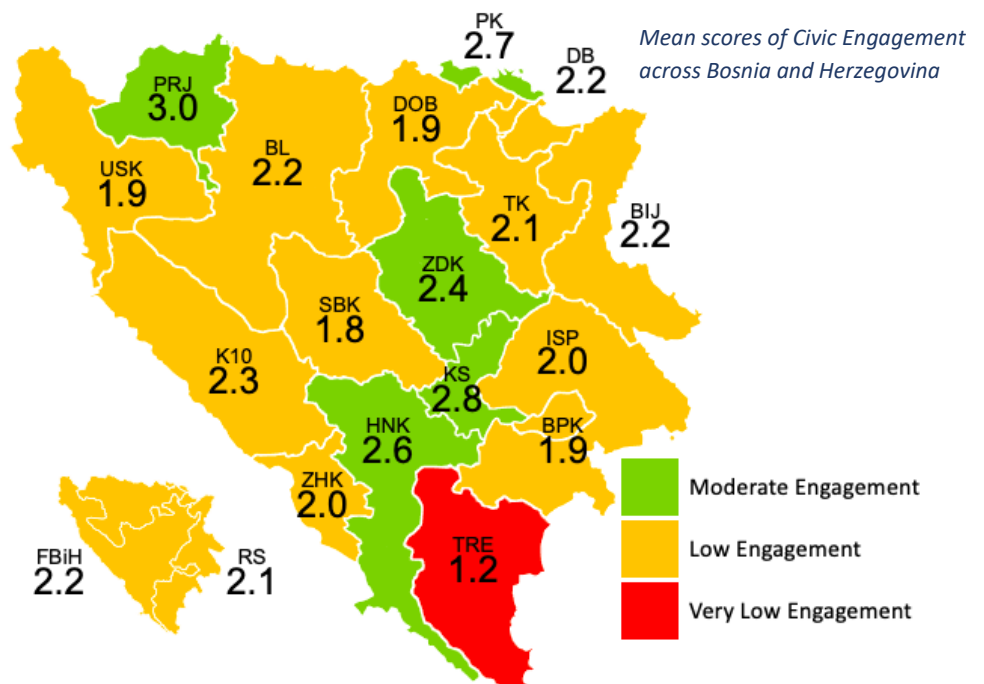 PK
2.7
DB
2.2
Mean scores of Civic Engagement
across Bosnia and Herzegovina
PRJ
3.0
DOB
1.9
BL
2.2
USK
1.9
TK
2.1
BIJ
2.2
ZDK
2.4
SBK
1.8
ISP
2.0
K10
2.3
KS
2.8
HNK
2.6
BPK
1.9
ZHK
2.0
Moderate Engagement
TRE
1.2
Low Engagement
FBiH
2.2
RS
2.1
Very Low Engagement